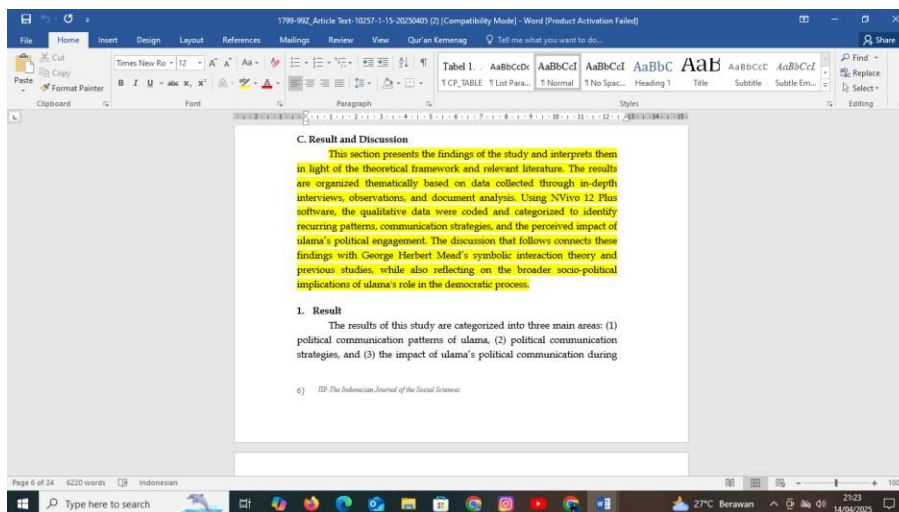 1799-99Z_Article Text-10257-1-15-20250405 (2) [Compatibility Mode] - Word (Product Activation Failed)
File Home Insert Design Layout References Mailings Review View Qur'an Kemenag Tell me what you want to do... Share
Cut
Copy
Format Painter
Paste
Clipboard
Times New Ro 12
Font
Paragraph
Tabel 1. . AaBbCcDc AaBbCcI AaBbCcI AaBbC AaB AaBbCcC AaBbCcI
¶ CP_TABLE ¶ List Para... ¶ Normal ¶ No Spac... Heading 1 Title Subtitle Subtle Em...
Styles
Find
Replace
Select
Editing
C. Result and Discussion
This section presents the findings of the study and interprets them
in light of the theoretical framework and relevant literature. The results
are organized thematically based on data collected through in-depth
interviews, observations, and document analysis. Using NVivo 12 Plus
software, the qualitative data were coded and categorized to identify
recurring patterns, communication strategies, and the perceived impact of
ulama's political engagement. The discussion that follows connects these
findings with George Herbert Mead's symbolic interaction theory and
previous studies, while also reflecting on the broader socio-political
implications of ulama's role in the democratic process.
1. Result
The results of this study are categorized into three main areas: (1)
political communication patterns of ulama, (2) political communication
strategies, and (3) the impact of ulama's political communication during
6} JIP-The Indonesian Journal of the Social Sciences
Page 6 of 24 6220 words Indonesian
100
Type here to search
27°C Berawan
21:23
14/04/2025